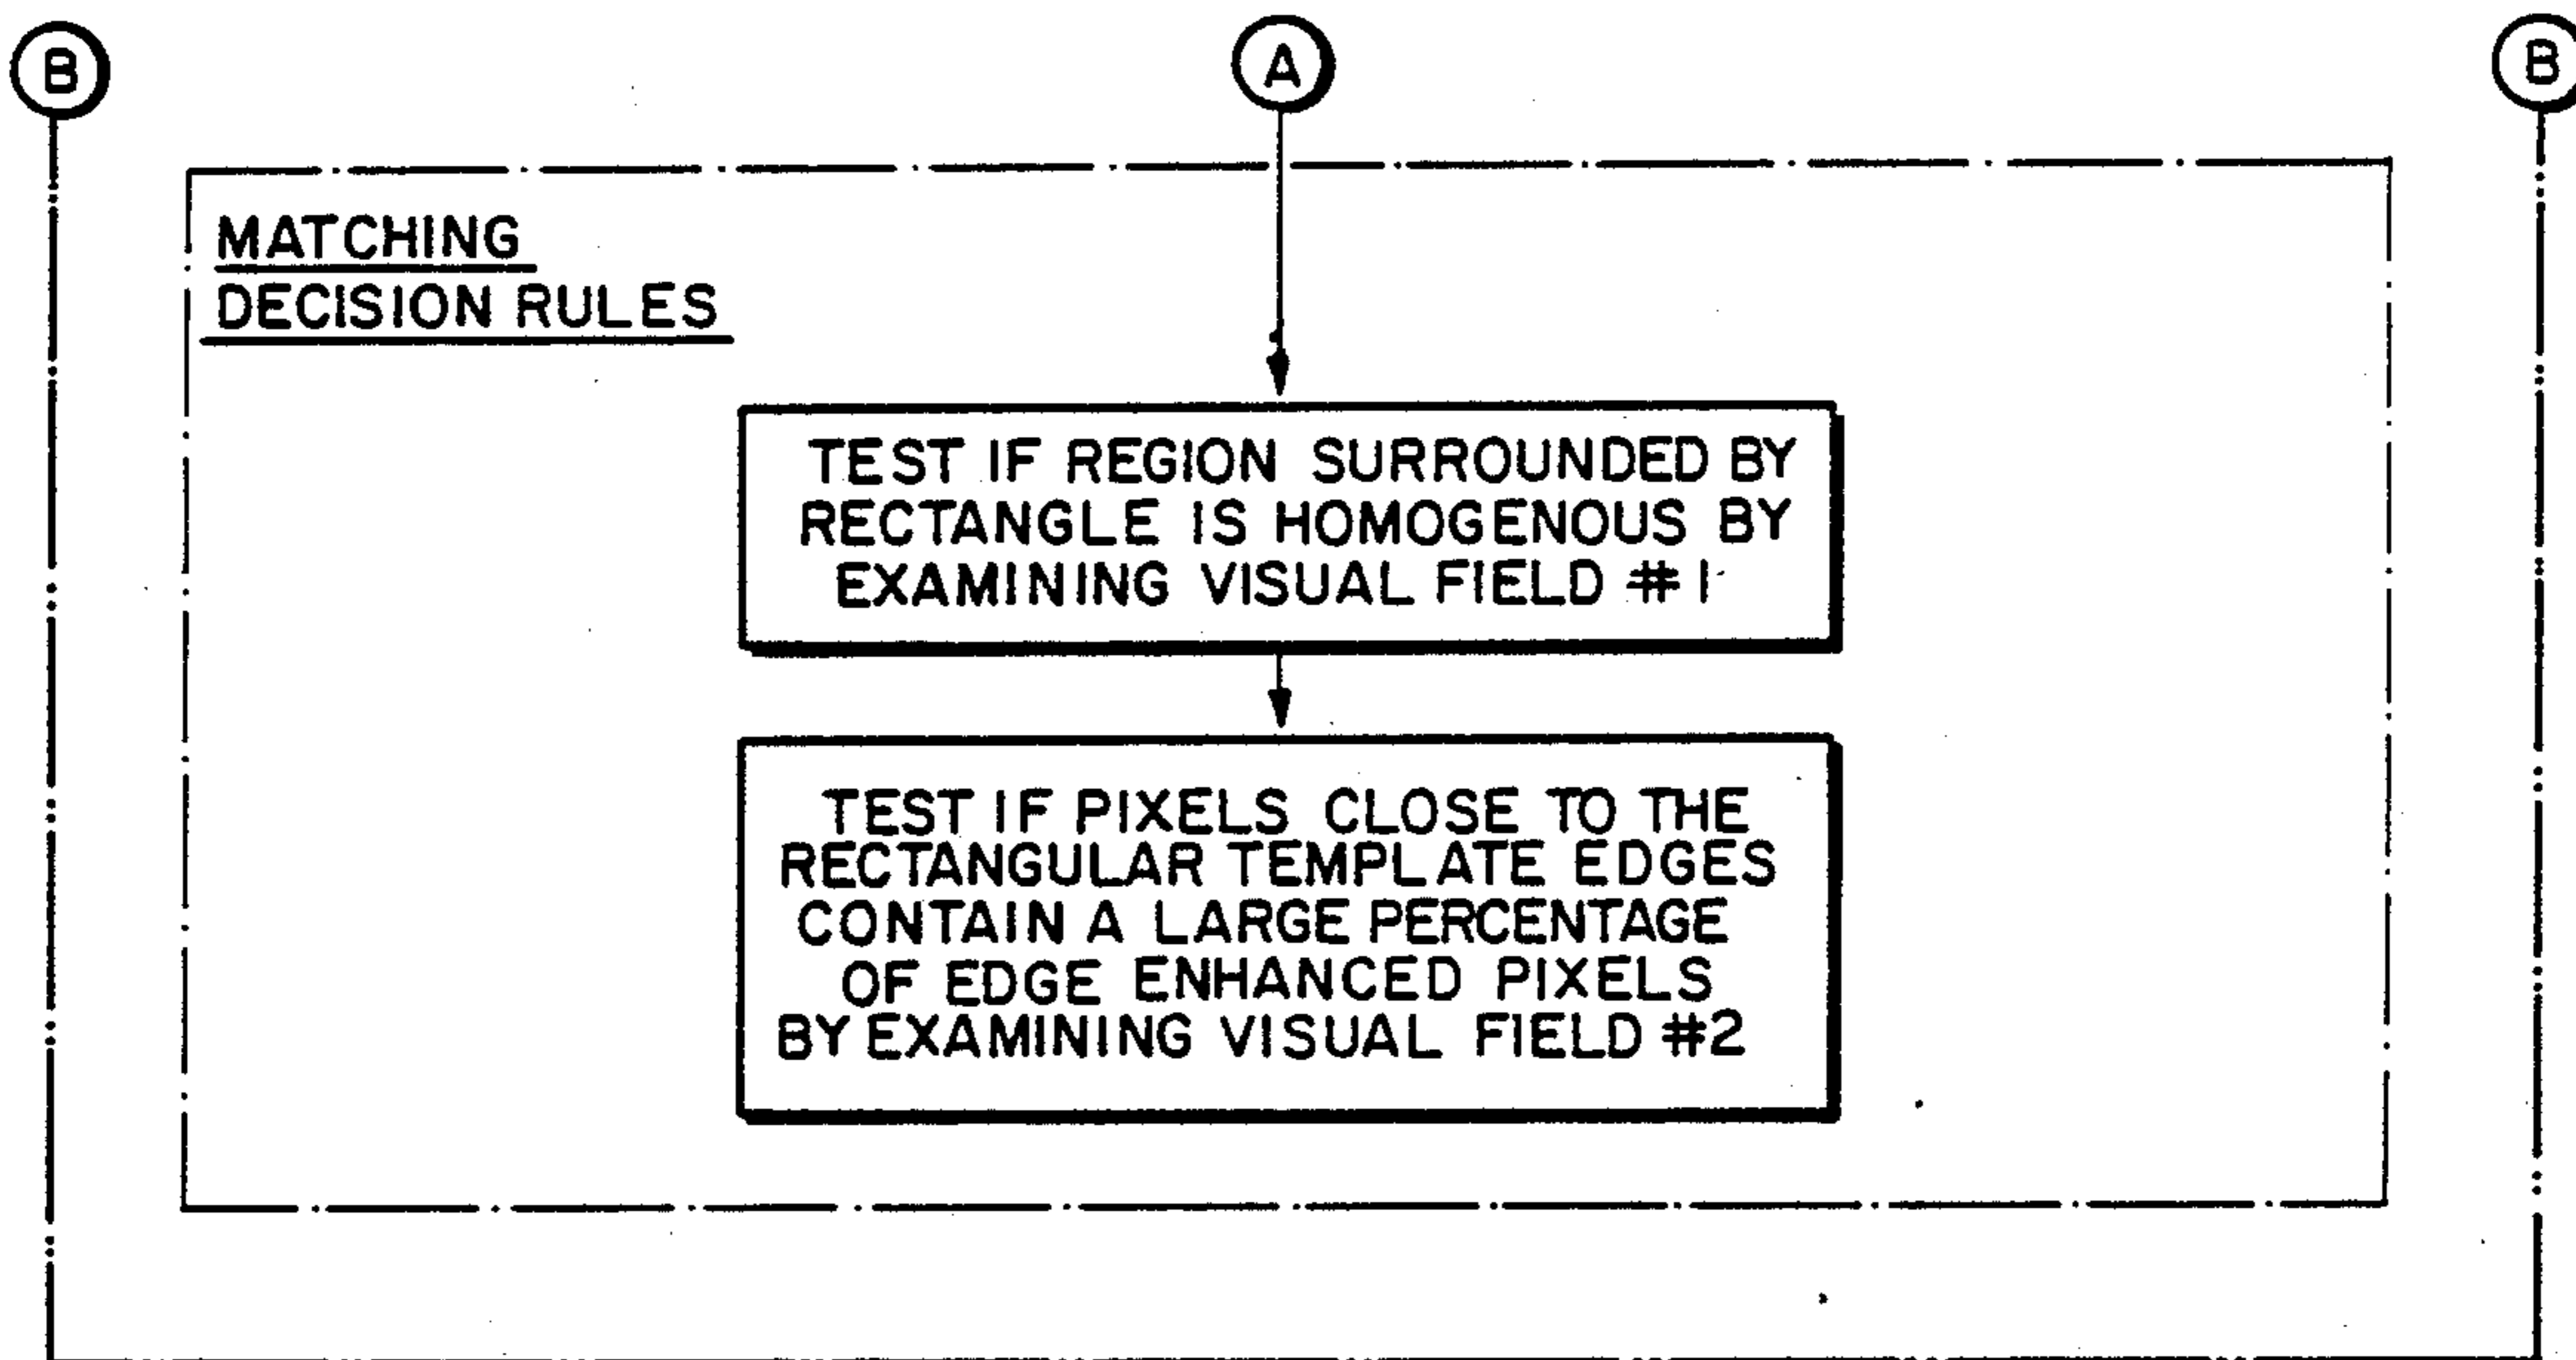 B
A
B
MATCHING
DECISION RULES
TEST IF REGION SURROUNDED BY
RECTANGLE IS HOMOGENOUS BY
EXAMINING VISUAL FIELD #1
TEST IF PIXELS CLOSE TO THE
RECTANGULAR TEMPLATE EDGES
CONTAIN A LARGE PERCENTAGE
OF EDGE ENHANCED PIXELS
BY EXAMINING VISUAL FIELD #2